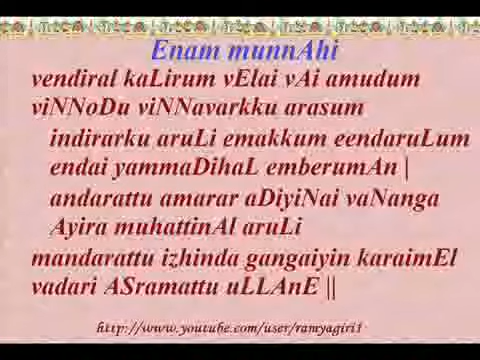 Enam munnAhi
vendiral kaLirum vElai vAi amudum
viNNoDu viNNavarkku arasum
indirarku aruLi emakkum eendaruLum
endai yammaDihaL emberumAn |
andarattu amarar aDiyiNai vaNanga
Ayira muhattinAl aruLi
mandarattu izhinda gangaiyin karaimEl
vadari ASramattu uLLAnE ||
http://www.youtube.com/user/ramyagiri1